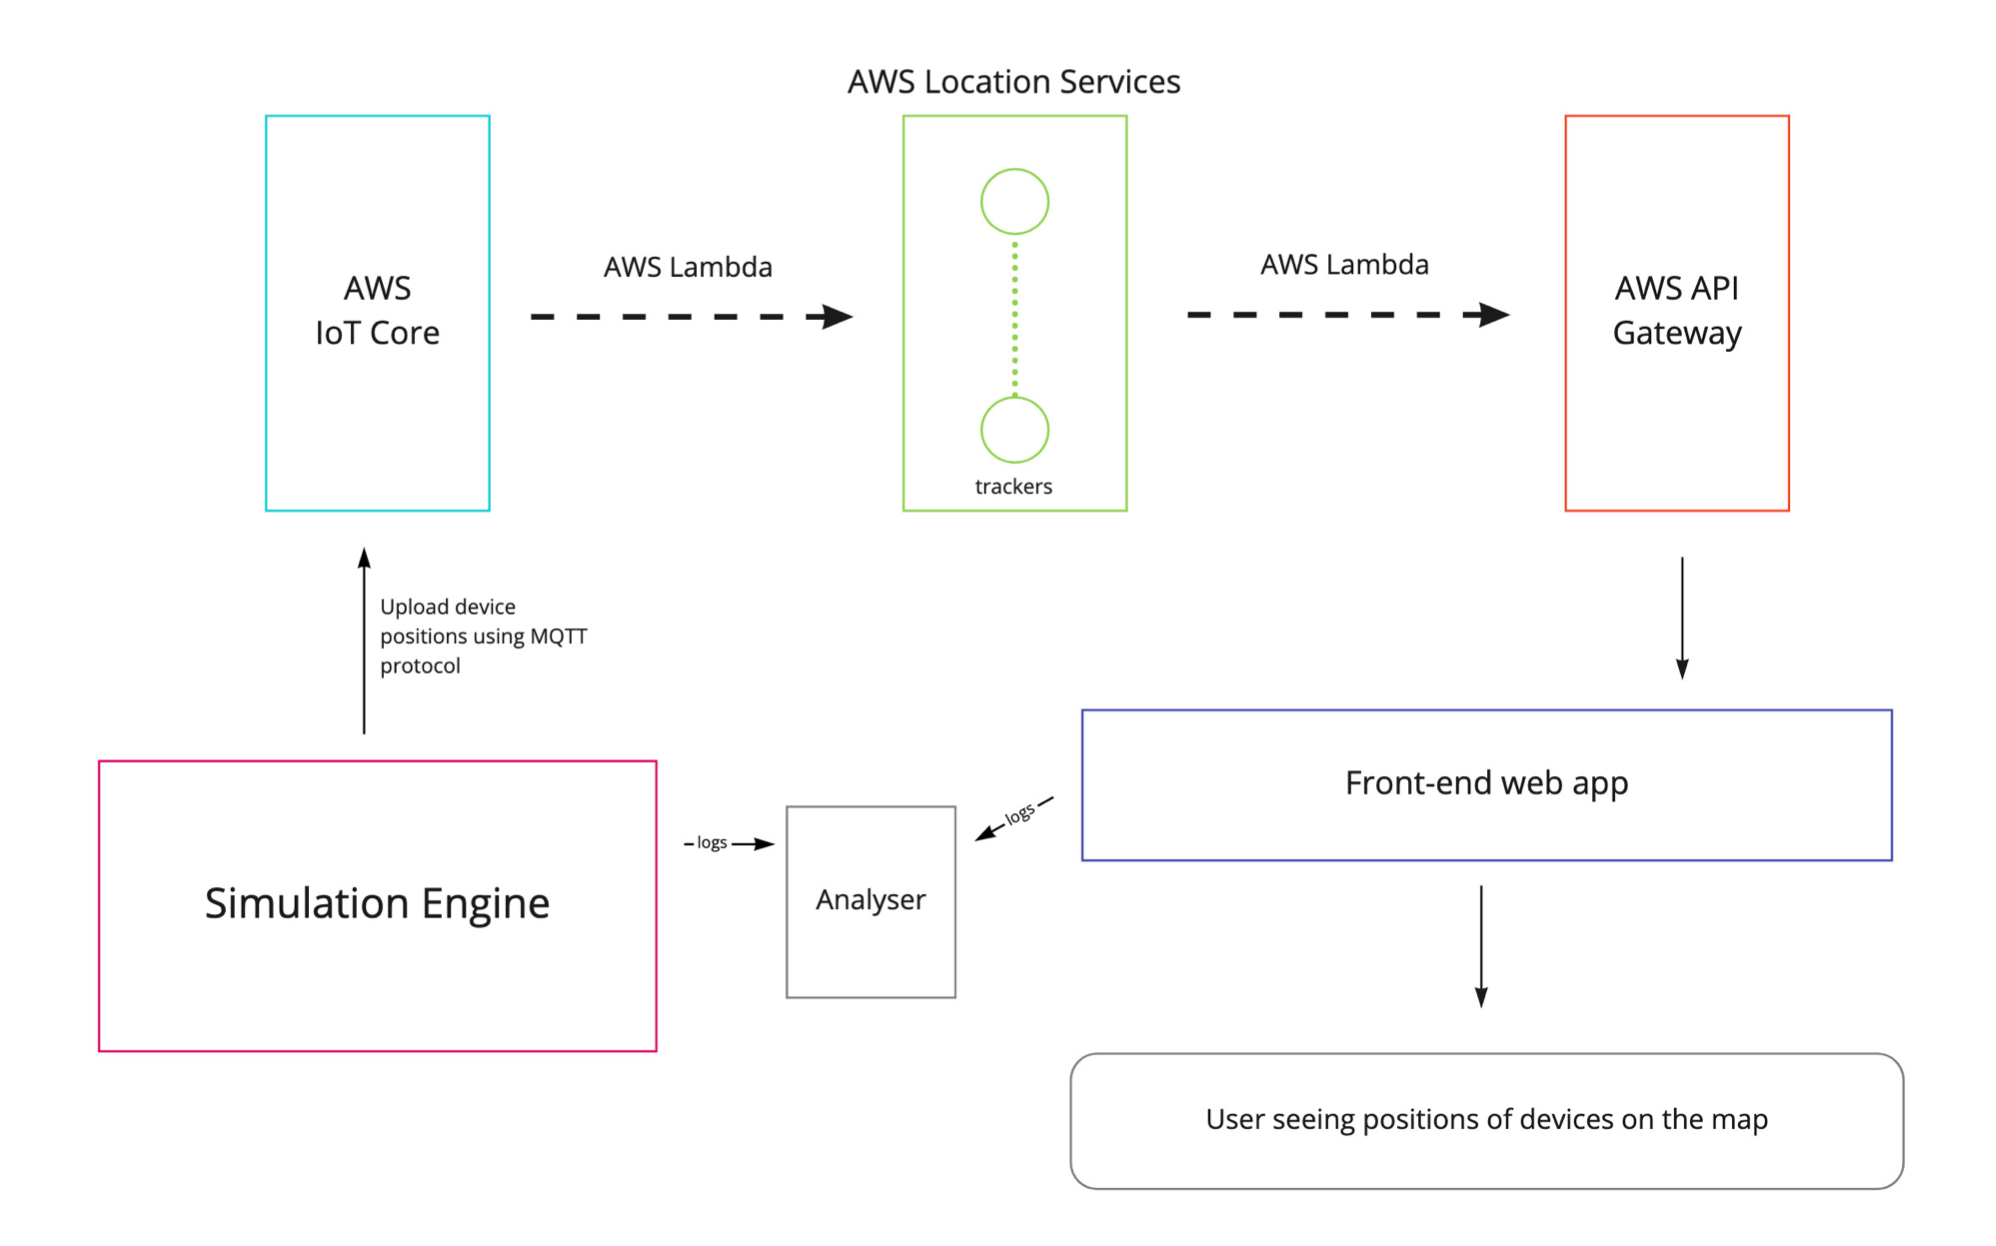 AWS Location Services
AWS
IoT Core
AWS Lambda
trackers
AWS Lambda
AWS API
Gateway
Upload device
positions using MQTT
protocol
Simulation Engine
logs
Analyser
logs
Front-end web app
User seeing positions of devices on the map